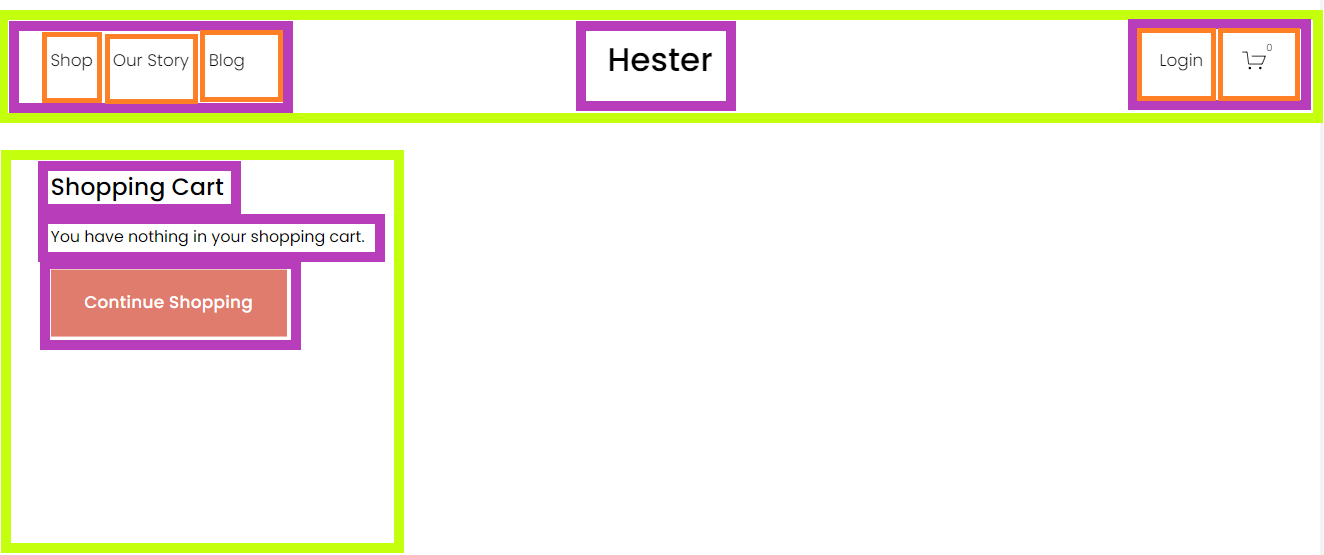 Shop Our Story Blog Hester Login 0
Shopping Cart
You have nothing in your shopping cart.
Continue Shopping